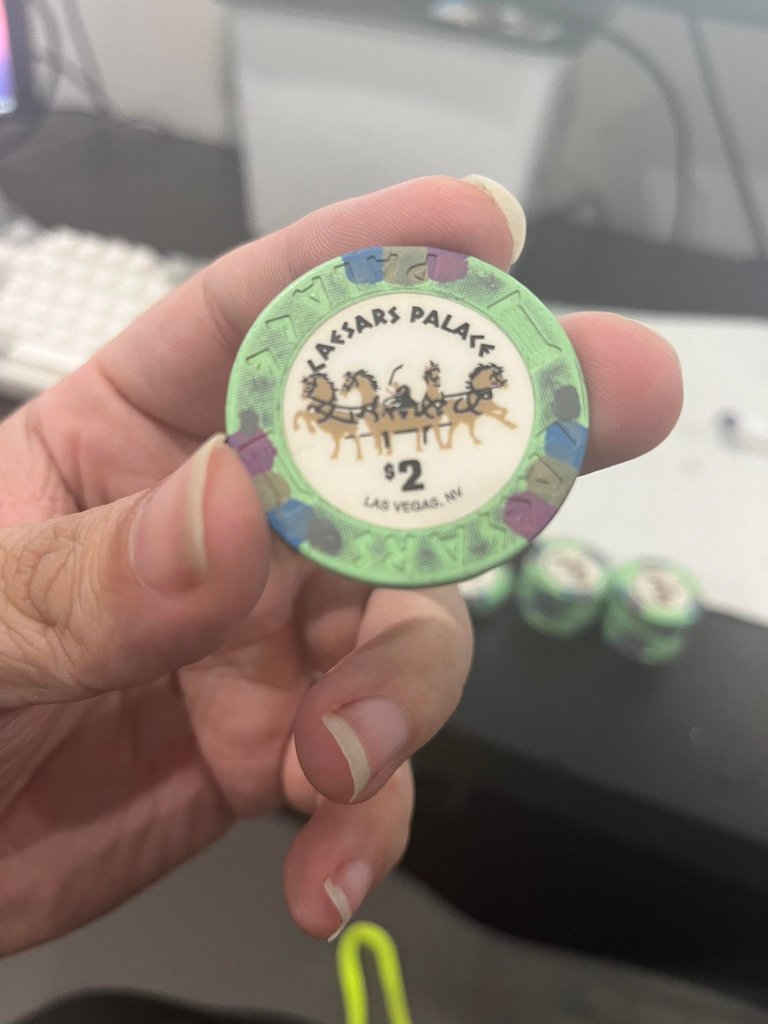 CAESARS PALACE
$2
LAS VEGAS, NV